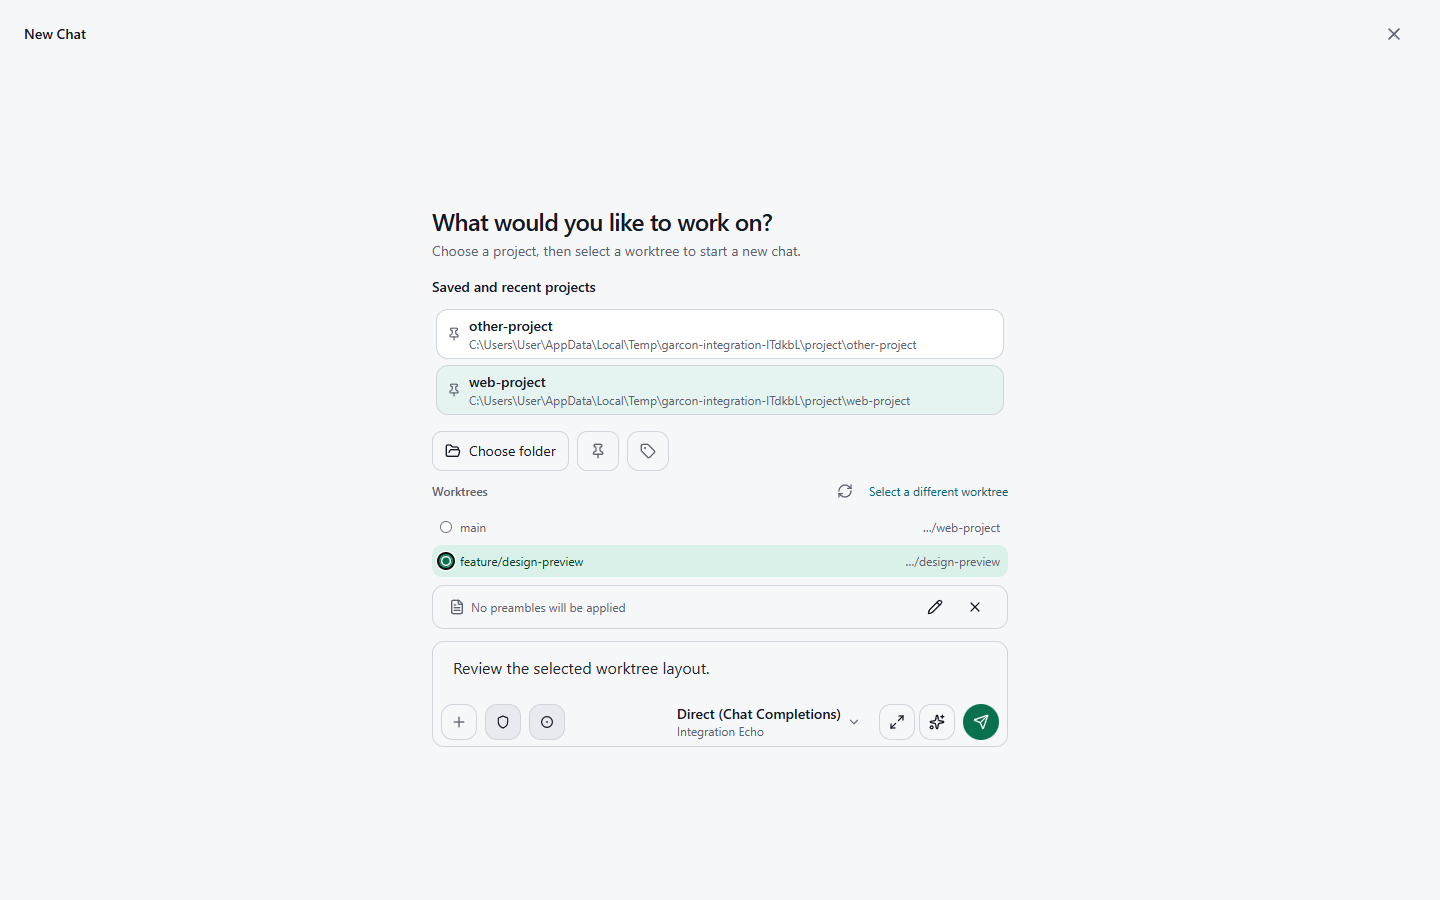 New Chat
What would you like to work on?
Choose a project, then select a worktree to start a new chat.
Saved and recent projects
other-project
C:\Users\User\AppData\Local\Temp\garcon-integration-ITdkbL\project\other-project
web-project
C:\Users\User\AppData\Local\Temp\garcon-integration-ITdkbL\project\web-project
Choose folder
Worktrees
Select a different worktree
main
.../web-project
feature/design-preview
.../design-preview
No preambles will be applied
Review the selected worktree layout.
Direct (Chat Completions)
Integration Echo